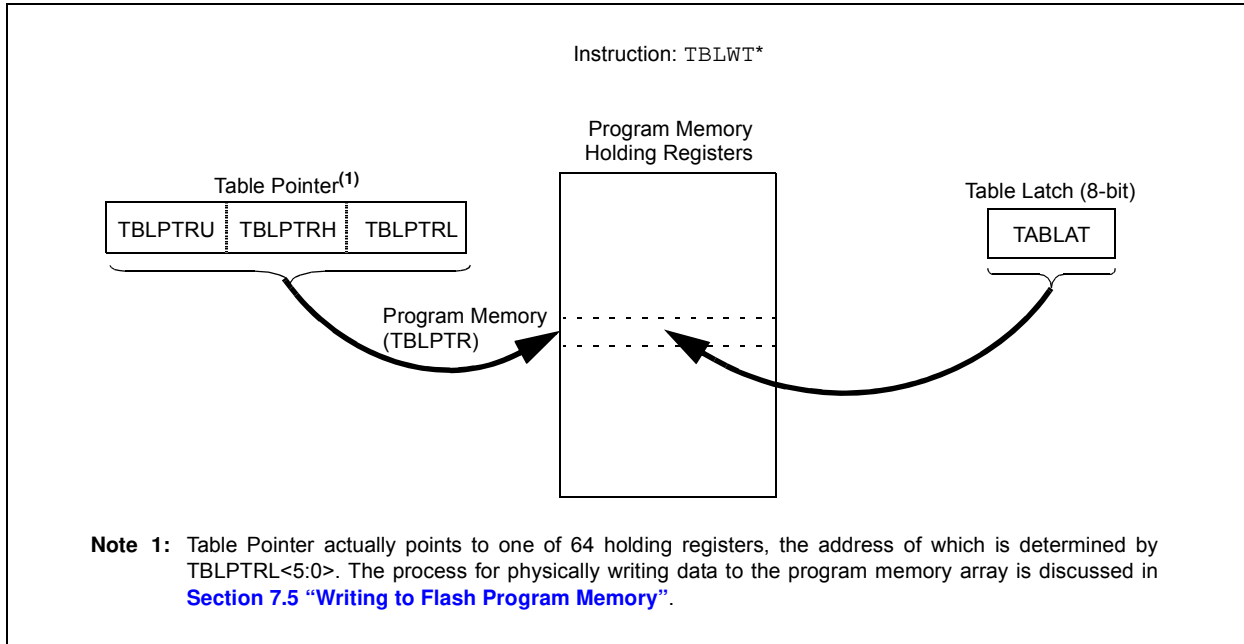 Instruction: TBLWT*
Program Memory
Holding Registers
Table Pointer(1)
Table Latch (8-bit)
TBLPTRU TBLPTRH TBLPTRL
TABLAT
Program Memory
(TBLPTR)
Note 1: Table Pointer actually points to one of 64 holding registers, the address of which is determined by
TBLPTRL<5:0>. The process for physically writing data to the program memory array is discussed in
Section 7.5 “Writing to Flash Program Memory”.